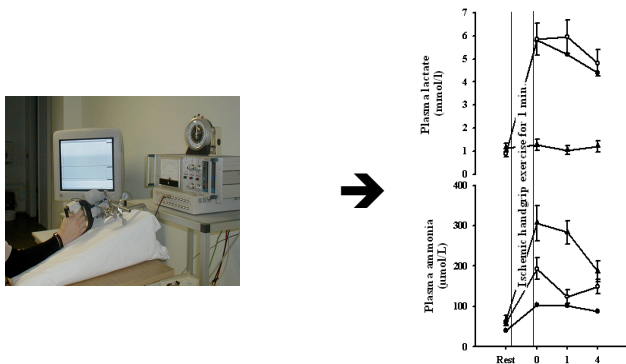 Plasma lactate
(mmol/l)
7
6
5
4
3
2
1
0
Ischemic handgrip exercise for 1 min.
Plasma ammonia
(µmol/L)
400
300
200
100
0
Rest 0 1 4